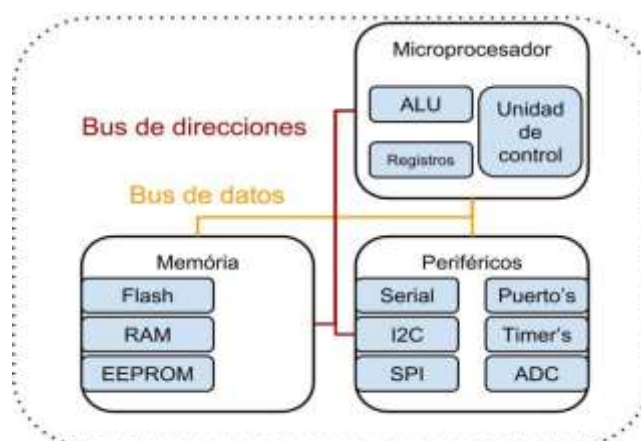 Microprocesador
ALU
Unidad
de
control
Registros
Bus de direcciones
Bus de datos
Memória
Flash
RAM
EEPROM
Periféricos
Serial
Puerto's
I2C
Timer's
SPI
ADC